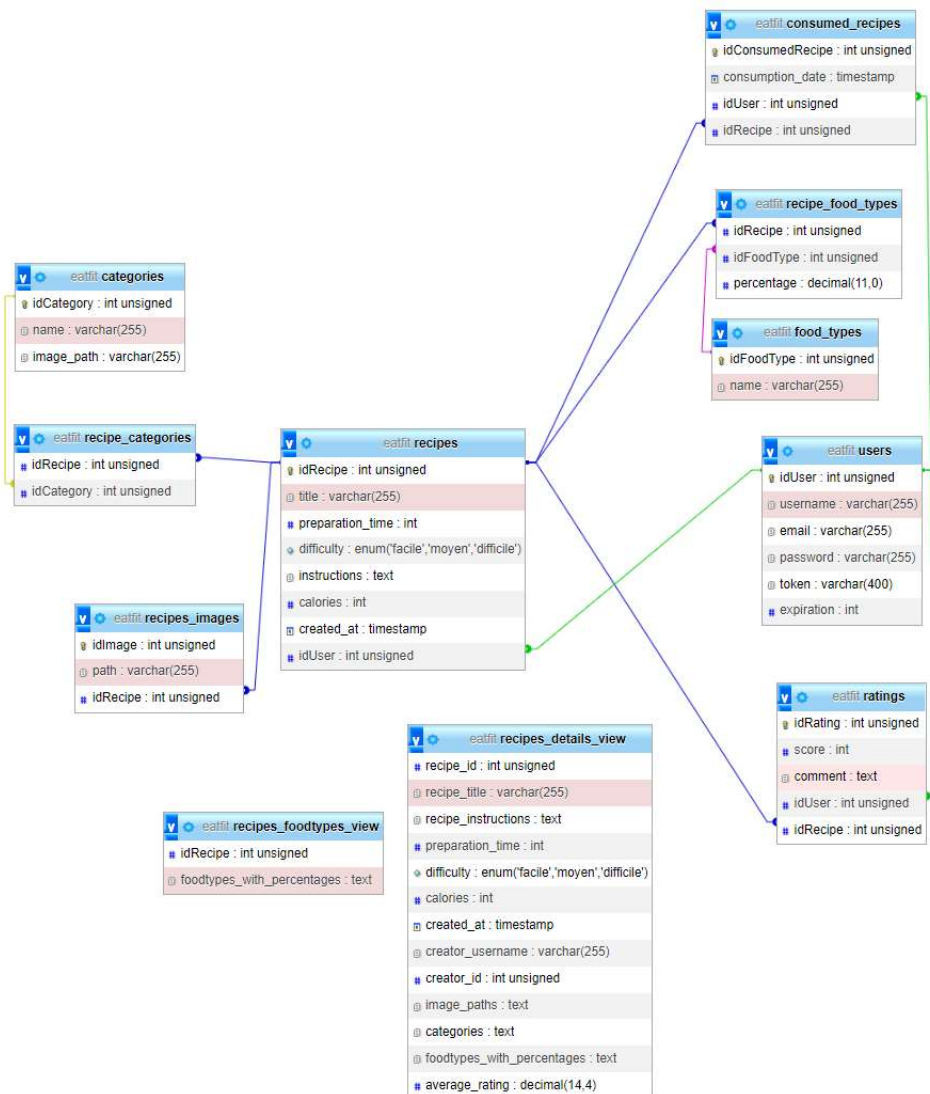 eatfit consumed_recipes
idConsumedRecipe : int unsigned
consumption_date : timestamp
idUser : int unsigned
idRecipe : int unsigned
eatfit recipe_food_types
idRecipe : int unsigned
idFoodType : int unsigned
percentage : decimal(11,0)
eatfit categories
idCategory : int unsigned
name : varchar(255)
image_path : varchar(255)
eatfit food_types
idFoodType : int unsigned
name : varchar(255)
eatfit recipe_categories
idRecipe : int unsigned
idCategory : int unsigned
eatfit recipes
idRecipe : int unsigned
title : varchar(255)
preparation_time : int
difficulty : enum('facile','moyen','difficile')
instructions : text
calories : int
created_at : timestamp
idUser : int unsigned
eatfit users
idUser : int unsigned
username : varchar(255)
email : varchar(255)
password : varchar(255)
token : varchar(400)
expiration : int
eatfit recipes_images
idImage : int unsigned
path : varchar(255)
idRecipe : int unsigned
eatfit ratings
idRating : int unsigned
score : int
comment : text
idUser : int unsigned
idRecipe : int unsigned
eatfit recipes_details_view
recipe_id : int unsigned
recipe_title : varchar(255)
recipe_instructions : text
preparation_time : int
difficulty : enum('facile','moyen','difficile')
calories : int
created_at : timestamp
creator_username : varchar(255)
creator_id : int unsigned
image_paths : text
categories : text
foodtypes_with_percentages : text
average_rating : decimal(14,4)
eatfit recipes_foodtypes_view
idRecipe : int unsigned
foodtypes_with_percentages : text